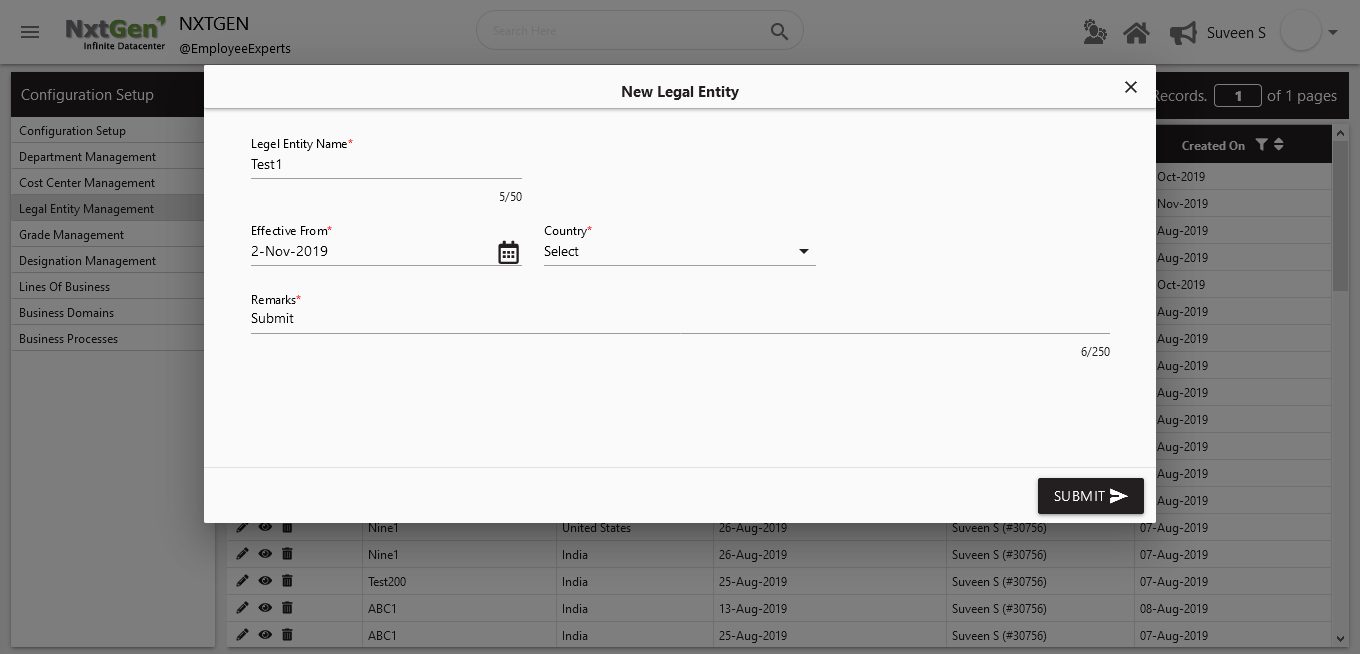 NxtGen
Infinite Datacenter
NXTGEN
@EmployeeExperts
Search Here
Suveen S
Configuration Setup
Records. 1 of 1 pages
New Legal Entity
Configuration Setup
Department Management
Cost Center Management
Legal Entity Management
Grade Management
Designation Management
Lines Of Business
Business Domains
Business Processes
Legel Entity Name*
Test1
5/50
Effective From*
2-Nov-2019
Country*
Select
Remarks*
Submit
6/250
SUBMIT
Created On
Oct-2019
Nov-2019
Aug-2019
Aug-2019
Oct-2019
Aug-2019
Aug-2019
Aug-2019
Aug-2019
Aug-2019
Aug-2019
Aug-2019
Aug-2019
Nine1 United States 26-Aug-2019 Suveen S (#30756) 07-Aug-2019
Nine1 India 26-Aug-2019 Suveen S (#30756) 07-Aug-2019
Test200 India 25-Aug-2019 Suveen S (#30756) 07-Aug-2019
ABC1 India 13-Aug-2019 Suveen S (#30756) 08-Aug-2019
ABC1 India 25-Aug-2019 Suveen S (#30756) 07-Aug-2019